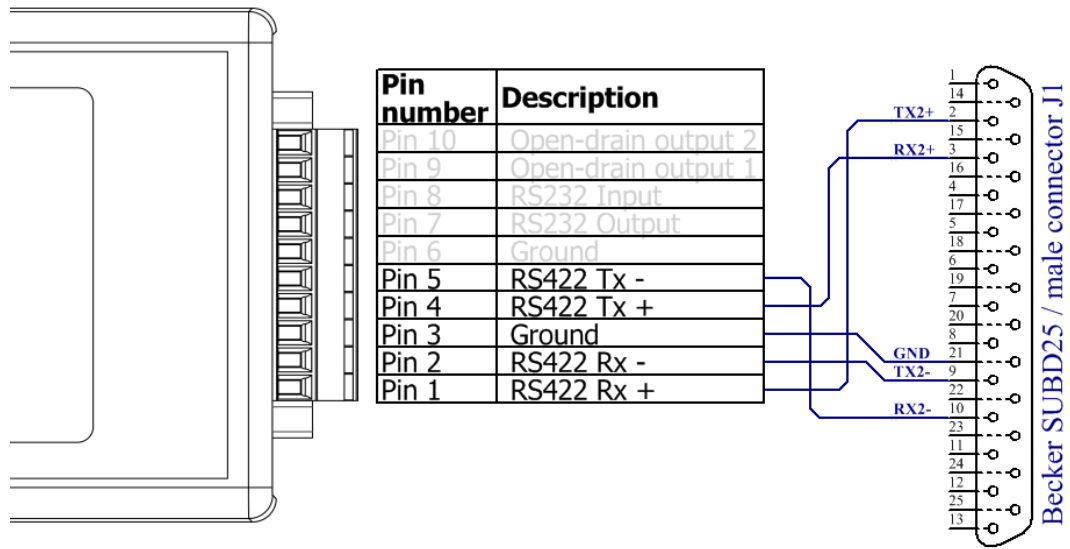 Pin number Description
Pin 10 Open-drain output 2
Pin 9 Open-drain output 1
Pin 8 RS232 Input
Pin 7 RS232 Output
Pin 6 Ground
Pin 5 RS422 Tx -
Pin 4 RS422 Tx +
Pin 3 Ground
Pin 2 RS422 Rx -
Pin 1 RS422 Rx +
1
14
TX2+ 2
15
RX2+ 3
16
4
17
5
18
6
19
7
20
8
GND 21
TX2- 9
22
RX2- 10
23
11
24
12
25
13
Becker SUBD25 / male connector J1